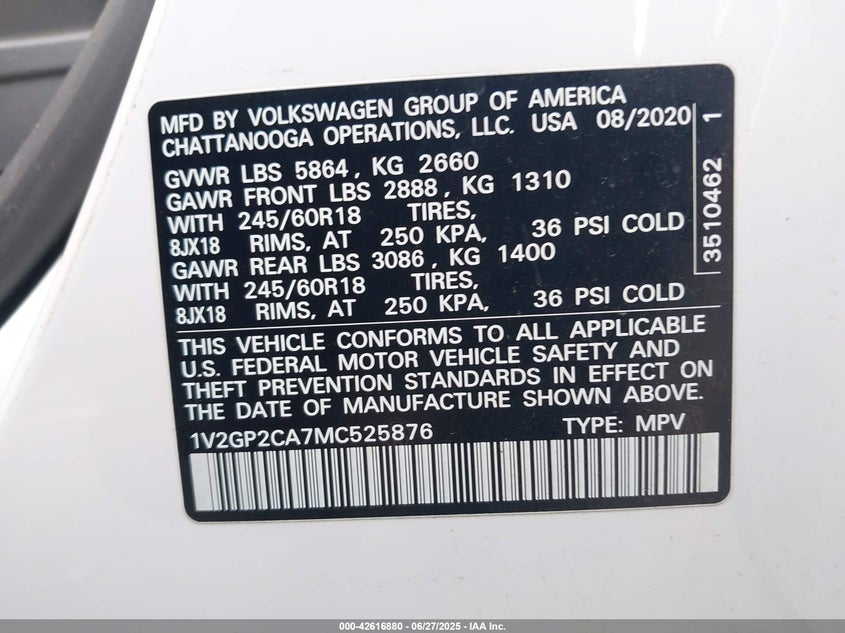 MFD BY VOLKSWAGEN GROUP OF AMERICA
CHATTANOOGA OPERATIONS, LLC. USA 08/2020
GVWR LBS 5864, KG 2660
GAWR FRONT LBS 2888, KG 1310
WITH 245/60R18 TIRES,
8JX18 RIMS, AT 250 KPA, 36 PSI COLD
GAWR REAR LBS 3086, KG 1400
WITH 245/60R18 TIRES,
8JX18 RIMS, AT 250 KPA, 36 PSI COLD
3510462 1
THIS VEHICLE CONFORMS TO ALL APPLICABLE
U.S. FEDERAL MOTOR VEHICLE SAFETY AND
THEFT PREVENTION STANDARDS IN EFFECT ON
THE DATE OF MANUFACTURE SHOWN ABOVE.
1V2GP2CA7MC525876 TYPE: MPV
000-42616880 - 06/27/2025 - IAA Inc.